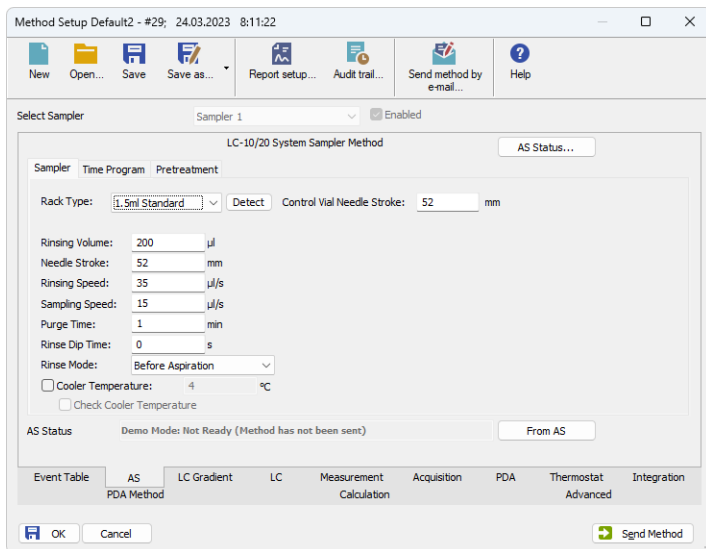 Method Setup Default2 - #29; 24.03.2023 8:11:22
New Open... Save Save as... Report setup... Audit trail... Send method by e-mail... Help
Select Sampler Sampler 1 Enabled
LC-10/20 System Sampler Method AS Status...
Sampler Time Program Pretreatment
Rack Type: 1.5ml Standard Detect Control Vial Needle Stroke: 52 mm
Rinsing Volume: 200 µl
Needle Stroke: 52 mm
Rinsing Speed: 35 µl/s
Sampling Speed: 15 µl/s
Purge Time: 1 min
Rinse Dip Time: 0 s
Rinse Mode: Before Aspiration
Cooler Temperature: 4 ºC
Check Cooler Temperature
AS Status Demo Mode: Not Ready (Method has not been sent) From AS
Event Table AS LC Gradient LC Measurement Acquisition PDA Thermostat Integration
PDA Method Calculation Advanced
OK Cancel Send Method